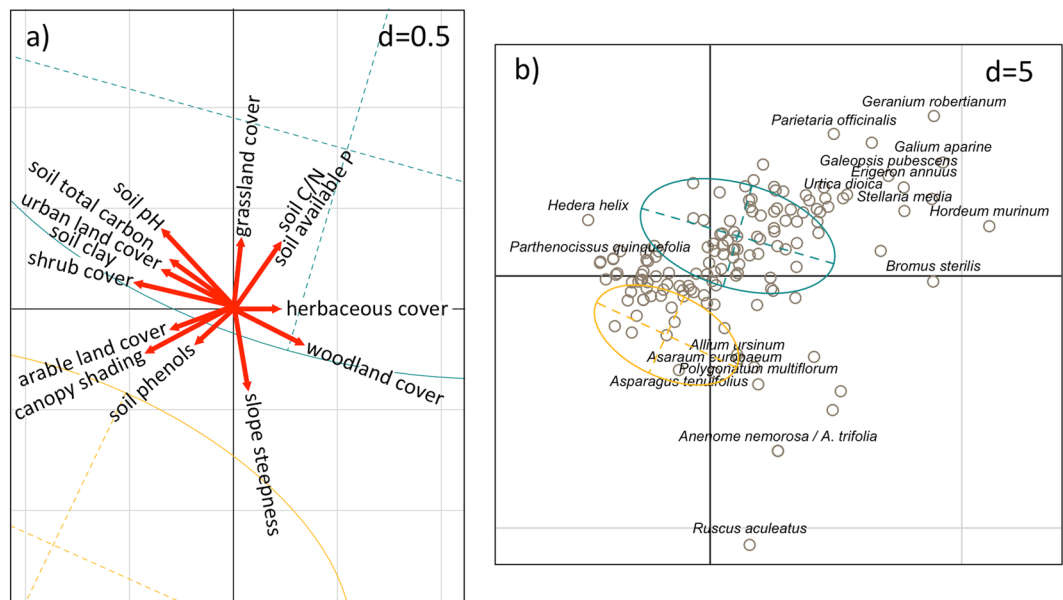 a)
d=0.5
grassland cover
soil C/N
soil available P
soil pH
soil total carbon
urban land cover
soil clay
shrub cover
herbaceous cover
woodland cover
arable land cover
canopy shading
soil phenols
slope steepness
b)
d=5
Geranium robertianum
Parietaria officinalis
Galium aparine
Galeopsis pubescens
Erigeron annuus
Urtica dioica
Stellaria media
Hedera helix
Hordeum murinum
Parthenocissus quinquefolia
Bromus sterilis
Allium ursinum
Asaraum europaeum
Polygonatum multiflorum
Asparagus tenuifolius
Anenome nemorosa / A. trifolia
Ruscus aculeatus